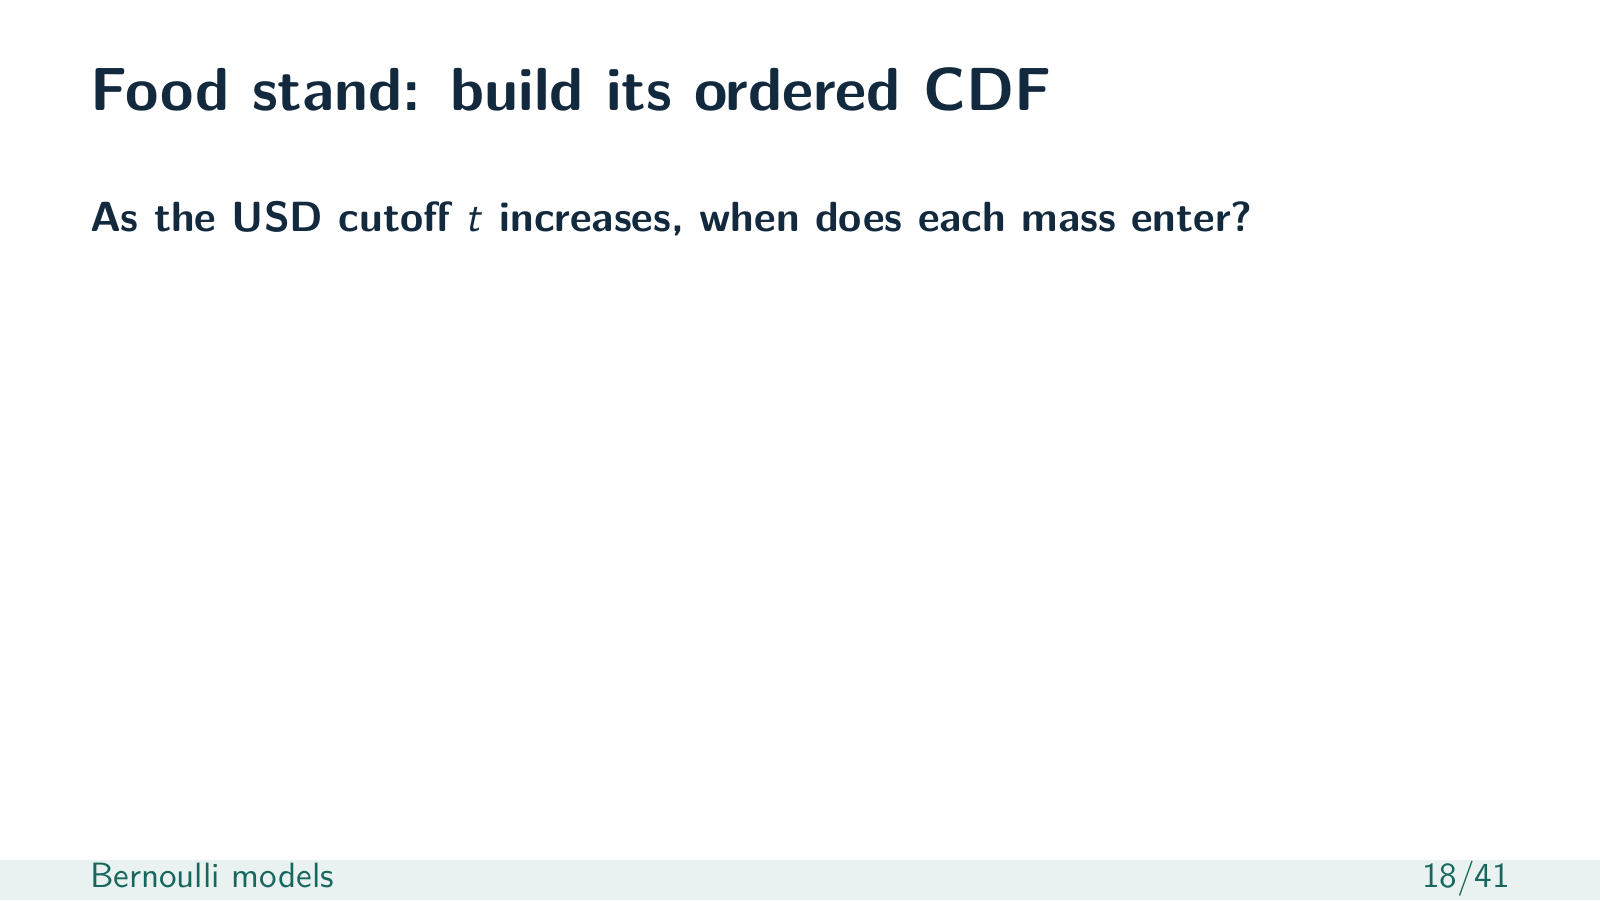 Food stand: build its ordered CDF
As the USD cutoff t increases, when does each mass enter?
Bernoulli models
18/41